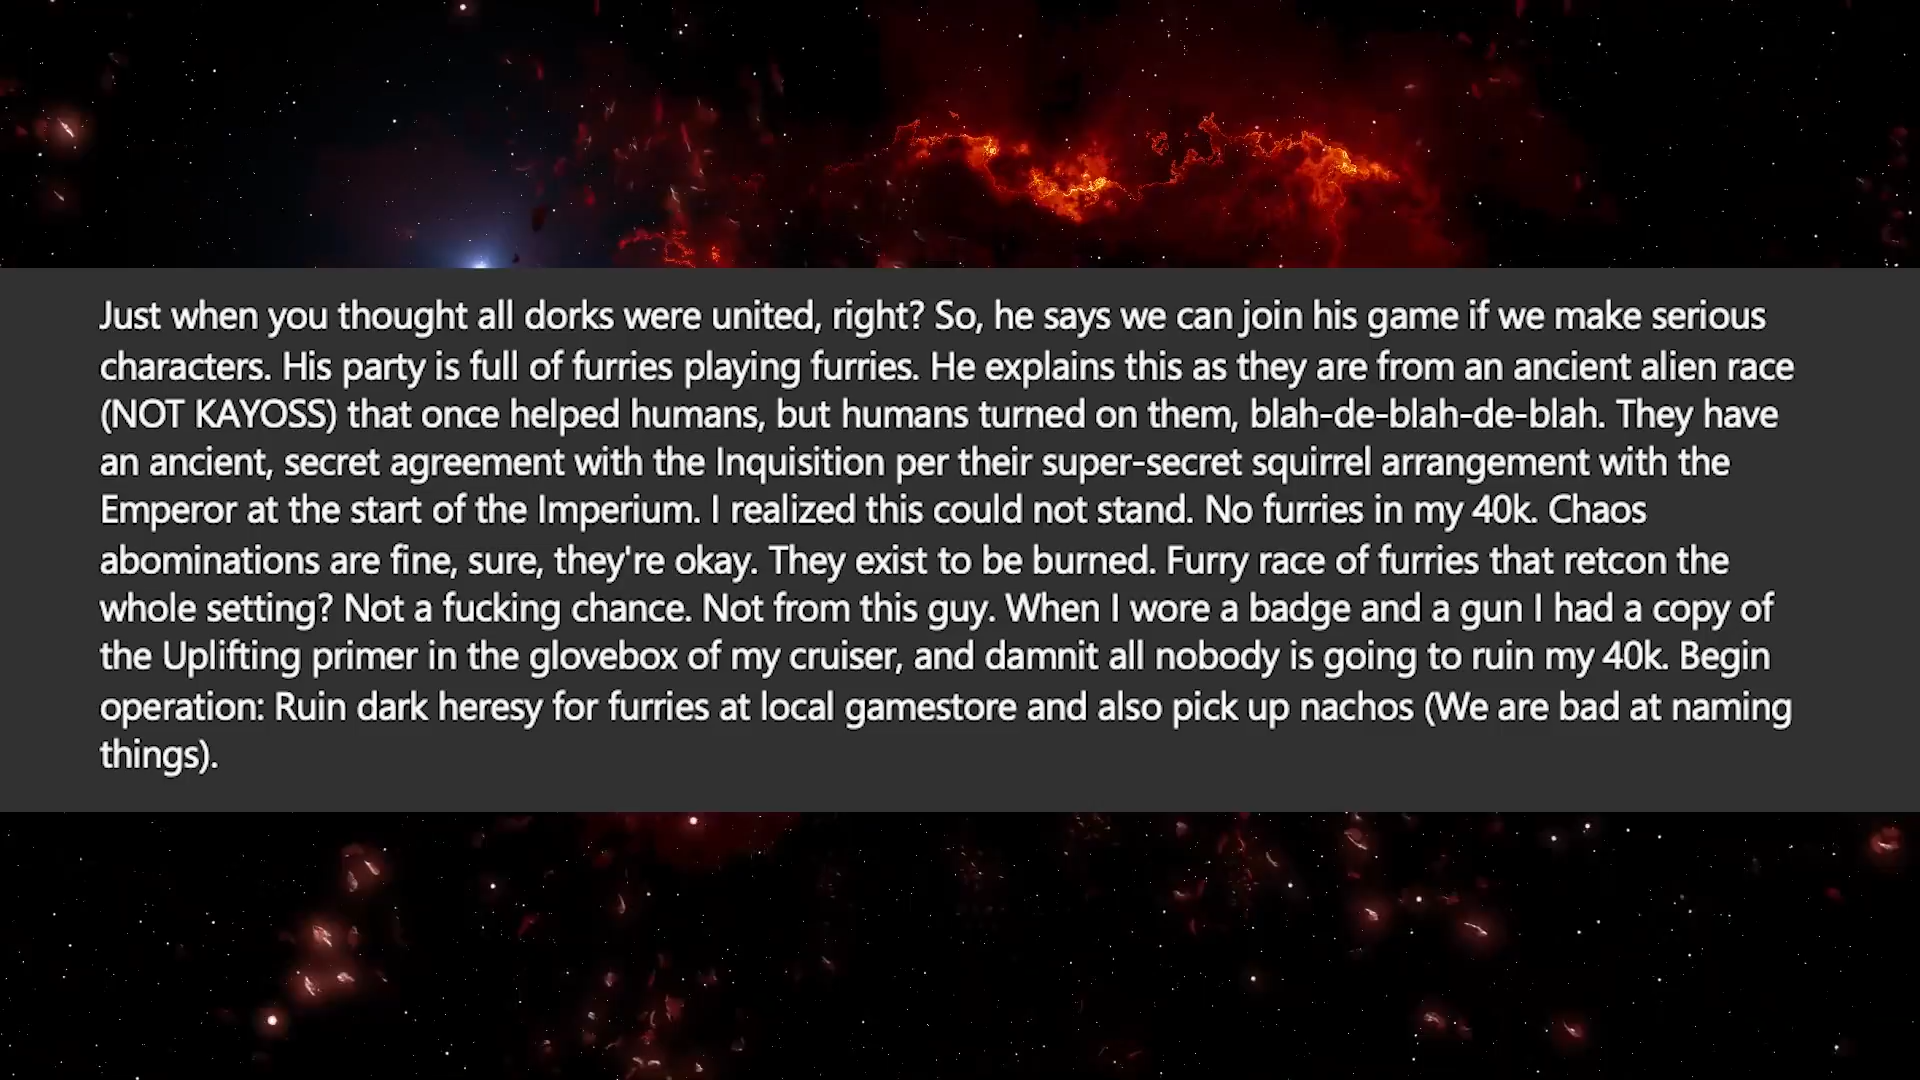 Just when you thought all dorks were united, right? So, he says we can join his game if we make serious
characters. His party is full of furries playing furries. He explains this as they are from an ancient alien race
(NOT KAYOSS) that once helped humans, but humans turned on them, blah-de-blah-de-blah. They have
an ancient, secret agreement with the Inquisition per their super-secret squirrel arrangement with the
Emperor at the start of the Imperium. I realized this could not stand. No furries in my 40k. Chaos
abominations are fine, sure, they're okay. They exist to be burned. Furry race of furries that retcon the
whole setting? Not a fucking chance. Not from this guy. When I wore a badge and a gun I had a copy of
the Uplifting primer in the glovebox of my cruiser, and damnit all nobody is going to ruin my 40k. Begin
operation: Ruin dark heresy for furries at local gamestore and also pick up nachos (We are bad at naming
things).